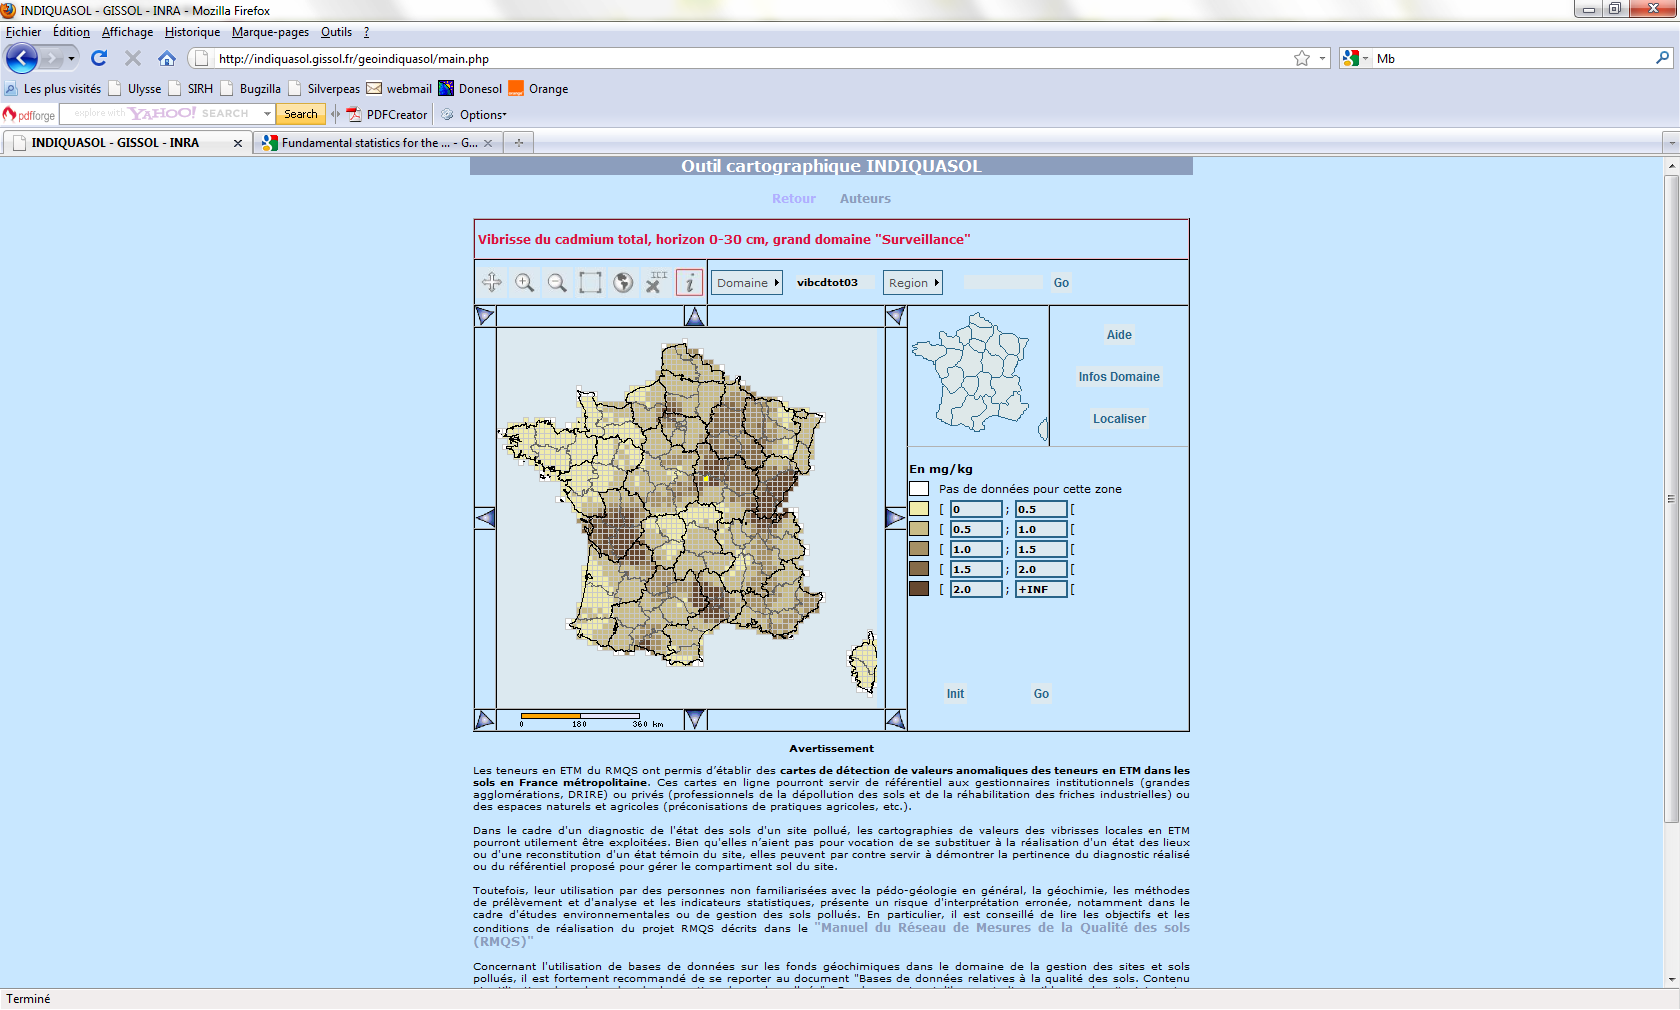 INDIQUASOL - GISSOL - INRA - Mozilla Firefox
Fichier Édition Affichage Historique Marque-pages Outils ?
http://indiquasol.gissol.fr/geoindiquasol/main.php
Mb
Les plus visités Ulysse SIRH Bugzilla Silverpeas webmail Donesol Orange
pdfforge explore with YAHOO! SEARCH Search PDFCreator Options
INDIQUASOL - GISSOL - INRA
Fundamental statistics for the ... - G...
Outil cartographique INDIQUASOL
Retour Auteurs
Vibrisse du cadmium total, horizon 0-30 cm, grand domaine "Surveillance"
ICI
i
Domaine vibcdtot03 Region Go
Aide
Infos Domaine
Localiser
En mg/kg
Pas de données pour cette zone
[ 0 ; 0.5 [
[ 0.5 ; 1.0 [
[ 1.0 ; 1.5 [
[ 1.5 ; 2.0 [
[ 2.0 ; +INF [
Init Go
0 180 360 km
Avertissement
Les teneurs en ETM du RMQS ont permis d'établir des cartes de détection de valeurs anomaliques des teneurs en ETM dans les
sols en France métropolitaine. Ces cartes en ligne pourront servir de référentiel aux gestionnaires institutionnels (grandes
agglomérations, DRIRE) ou privés (professionnels de la dépollution des sols et de la réhabilitation des friches industrielles) ou
des espaces naturels et agricoles (préconisations de pratiques agricoles, etc.).
Dans le cadre d'un diagnostic de l'état des sols d'un site pollué, les cartographies de valeurs des vibrisses locales en ETM
pourront utilement être exploitées. Bien qu'elles n'aient pas pour vocation de se substituer à la réalisation d'un état des lieux
ou d'une reconstitution d'un état témoin du site, elles peuvent par contre servir à démontrer la pertinence du diagnostic réalisé
ou du référentiel proposé pour gérer le compartiment sol du site.
Toutefois, leur utilisation par des personnes non familiarisées avec la pédo-géologie en général, la géochimie, les méthodes
de prélèvement et d'analyse et les indicateurs statistiques, présente un risque d'interprétation erronée, notamment dans le
cadre d'études environnementales ou de gestion des sols pollués. En particulier, il est conseillé de lire les objectifs et les
conditions de réalisation du projet RMQS décrits dans le "Manuel du Réseau de Mesures de la Qualité des sols
(RMQS)"
Concernant l'utilisation de bases de données sur les fonds géochimiques dans le domaine de la gestion des sites et sols
pollués, il est fortement recommandé de se reporter au document "Bases de données relatives à la qualité des sols. Contenu
Terminé